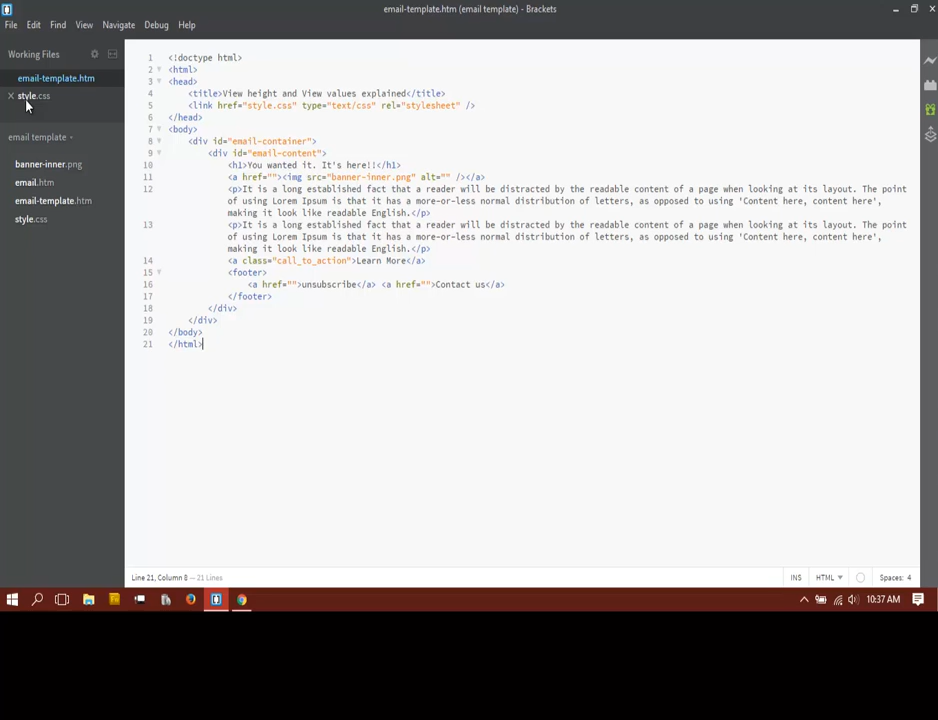 email-template.htm (email template) - Brackets
File Edit Find View Navigate Debug Help
Working Files
email-template.htm
style.css
email template
banner-inner.png
email.htm
email-template.htm
style.css
1 <!doctype html>
2 <html>
3 <head>
4 <title>View height and View values explained</title>
5 <link href="style.css" type="text/css" rel="stylesheet" />
6 </head>
7 <body>
8 <div id="email-container">
9 <div id="email-content">
10 <h1>You wanted it. It's here!!</h1>
11 <a href=""><img src="banner-inner.png" alt="" /></a>
12 <p>It is a long established fact that a reader will be distracted by the readable content of a page when looking at its layout. The point
of using Lorem Ipsum is that it has a more-or-less normal distribution of letters, as opposed to using 'Content here, content here',
making it look like readable English.</p>
13 <p>It is a long established fact that a reader will be distracted by the readable content of a page when looking at its layout. The point
of using Lorem Ipsum is that it has a more-or-less normal distribution of letters, as opposed to using 'Content here, content here',
making it look like readable English.</p>
14 <a class="call_to_action">Learn More</a>
15 <footer>
16 <a href="">unsubscribe</a> <a href="">Contact us</a>
17 </footer>
18 </div>
19 </div>
20 </body>
21 </html>
Line 21, Column 8 — 21 Lines
INS HTML Spaces: 4
10:37 AM